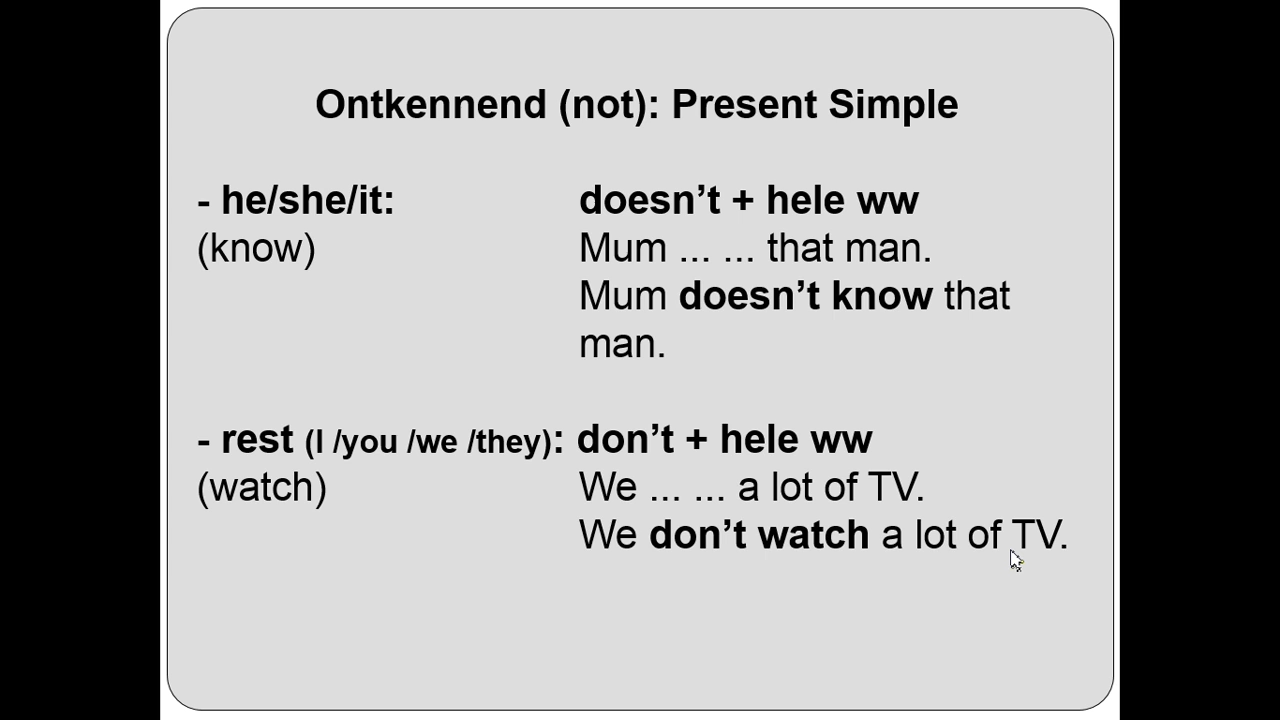 Ontkennend (not): Present Simple
- he/she/it: doesn’t + hele ww
(know) Mum ... ... that man.
Mum doesn’t know that
man.
- rest (I /you /we /they): don’t + hele ww
(watch) We ... ... a lot of TV.
We don’t watch a lot of TV.